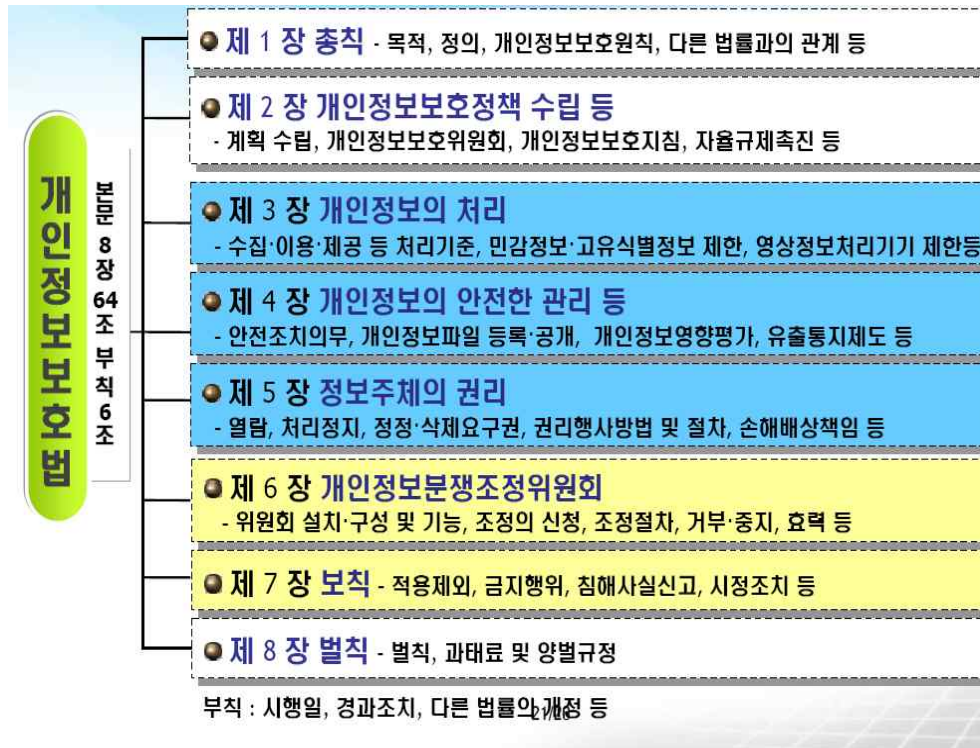 개인정보보호법
본문 8장 64조 부칙 6조
제 1 장 총칙 - 목적, 정의, 개인정보보호원칙, 다른 법률과의 관계 등
제 2 장 개인정보보호정책 수립 등
- 계획 수립, 개인정보보호위원회, 개인정보보호지침, 자율규제촉진 등
제 3 장 개인정보의 처리
- 수집·이용·제공 등 처리기준, 민감정보·고유식별정보 제한, 영상정보처리기기 제한등
제 4 장 개인정보의 안전한 관리 등
- 안전조치의무, 개인정보파일 등록·공개, 개인정보영향평가, 유출통지제도 등
제 5 장 정보주체의 권리
- 열람, 처리정지, 정정·삭제요구권, 권리행사방법 및 절차, 손해배상책임 등
제 6 장 개인정보분쟁조정위원회
- 위원회 설치·구성 및 기능, 조정의 신청, 조정절차, 거부·중지, 효력 등
제 7 장 보칙 - 적용제외, 금지행위, 침해사실신고, 시정조치 등
제 8 장 벌칙 - 벌칙, 과태료 및 양벌규정
부칙 : 시행일, 경과조치, 다른 법률의 개정 등